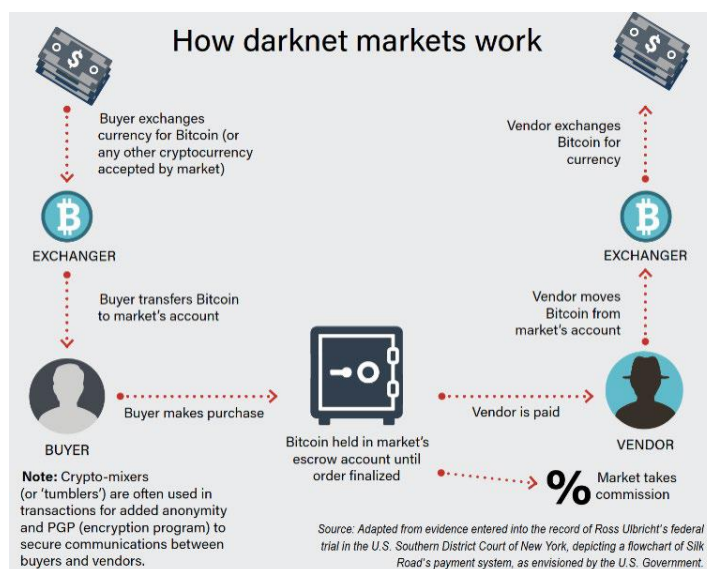 How darknet markets work
Buyer exchanges
currency for Bitcoin (or
any other cryptocurrency
accepted by market)
EXCHANGER
Buyer transfers Bitcoin
to market's account
BUYER
Buyer makes purchase
Bitcoin held in market's
escrow account until
order finalized
Vendor is paid
% Market takes
commission
VENDOR
Vendor moves
Bitcoin from
market's account
EXCHANGER
Vendor exchanges
Bitcoin for
currency
Note: Crypto-mixers
(or 'tumblers') are often used in
transactions for added anonymity
and PGP (encryption program) to
secure communications between
buyers and vendors.
Source: Adapted from evidence entered into the record of Ross Ulbricht's federal
trial in the U.S. Southern District Court of New York, depicting a flowchart of Silk
Road's payment system, as envisioned by the U.S. Government.